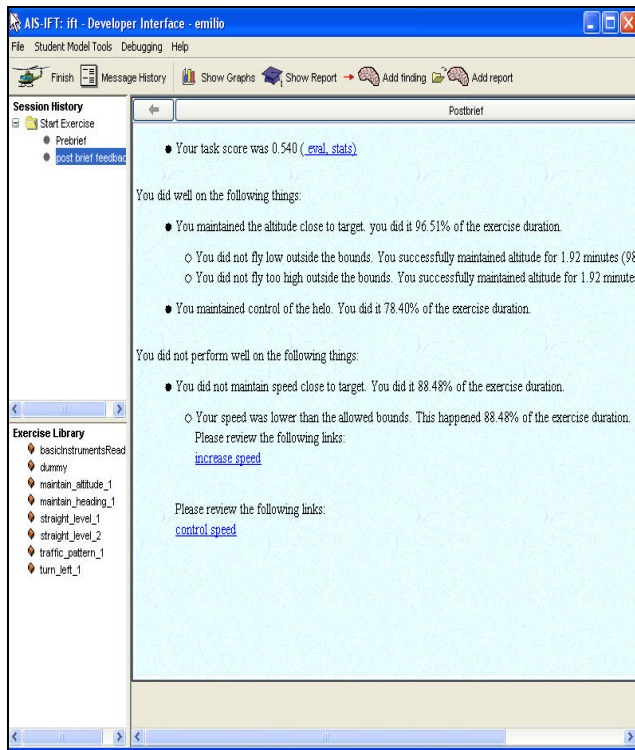 AIS-IFT: ift - Developer Interface - emilio
File Student Model Tools Debugging Help
Finish Message History Show Graphs Show Report Add finding Add report
Session History
Start Exercise
Prebrief
post brief feedbac
Postbrief
Your task score was 0.540 ( eval, stats)
You did well on the following things:
You maintained the altitude close to target. you did it 96.51% of the exercise duration.
You did not fly low outside the bounds. You successfully maintained altitude for 1.92 minutes (98
You did not fly too high outside the bounds. You successfully maintained altitude for 1.92 minute
You maintained control of the helo. You did it 78.40% of the exercise duration.
You did not perform well on the following things:
You did not maintain speed close to target. You did it 88.48% of the exercise duration.
Your speed was lower than the allowed bounds. This happened 88.48% of the exercise duration.
Please review the following links:
increase speed
Please review the following links:
control speed
Exercise Library
basicInstrumentsRead
dummy
maintain_altitude_1
maintain_heading_1
straight_level_1
straight_level_2
traffic_pattern_1
turn_left_1